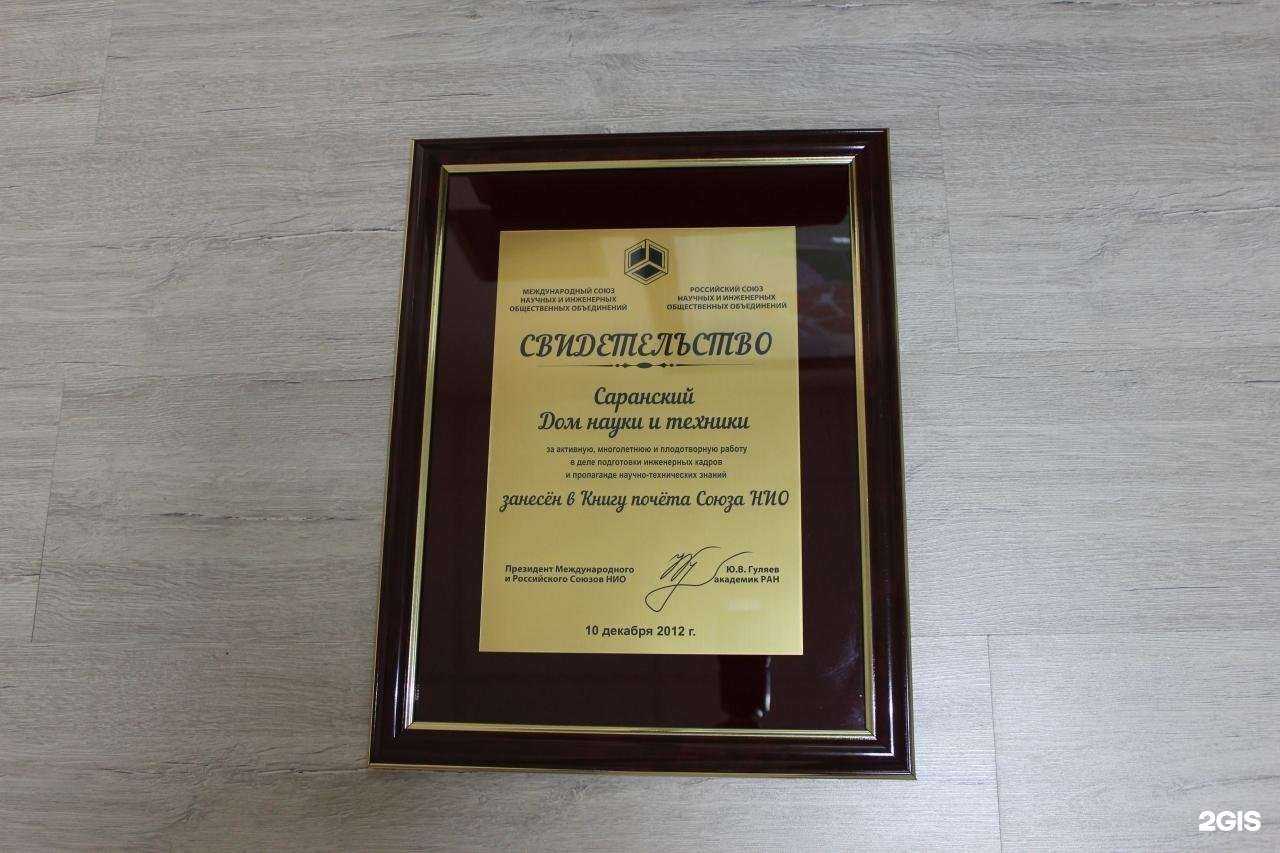 МЕЖДУНАРОДНЫЙ СОЮЗ
НАУЧНЫХ И ИНЖЕНЕРНЫХ
ОБЩЕСТВЕННЫХ ОБЪЕДИНЕНИЙ
РОССИЙСКИЙ СОЮЗ
НАУЧНЫХ И ИНЖЕНЕРНЫХ
ОБЩЕСТВЕННЫХ ОБЪЕДИНЕНИЙ
СВИДЕТЕЛЬСТВО
Саранский
Дом науки и техники
за активную, многолетнюю и плодотворную работу
в деле подготовки инженерных кадров
и пропаганде научно-технических знаний
занесён в Книгу почёта Союза НИО
Президент Международного
и Российского Союзов НИО
Ю.В. Гуляев
академик РАН
10 декабря 2012 г.
2GIS